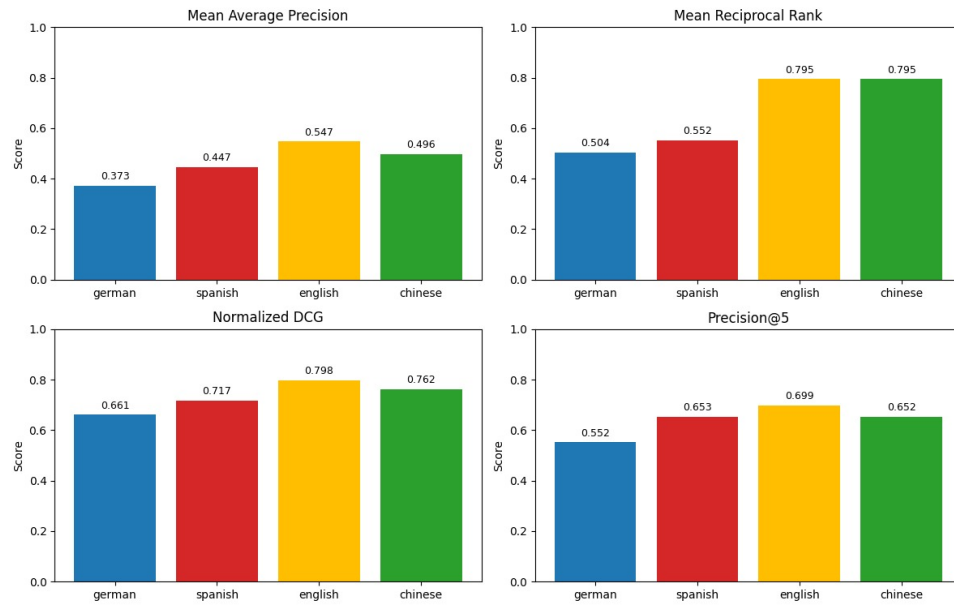 Mean Average Precision
1.0
0.8
0.6
0.4
0.2
0.0
Score
0.373
0.447
0.547
0.496
german
spanish
english
chinese
Mean Reciprocal Rank
1.0
0.8
0.6
0.4
0.2
0.0
Score
0.504
0.552
0.795
0.795
german
spanish
english
chinese
Normalized DCG
1.0
0.8
0.6
0.4
0.2
0.0
Score
0.661
0.717
0.798
0.762
german
spanish
english
chinese
Precision@5
1.0
0.8
0.6
0.4
0.2
0.0
Score
0.552
0.653
0.699
0.652
german
spanish
english
chinese